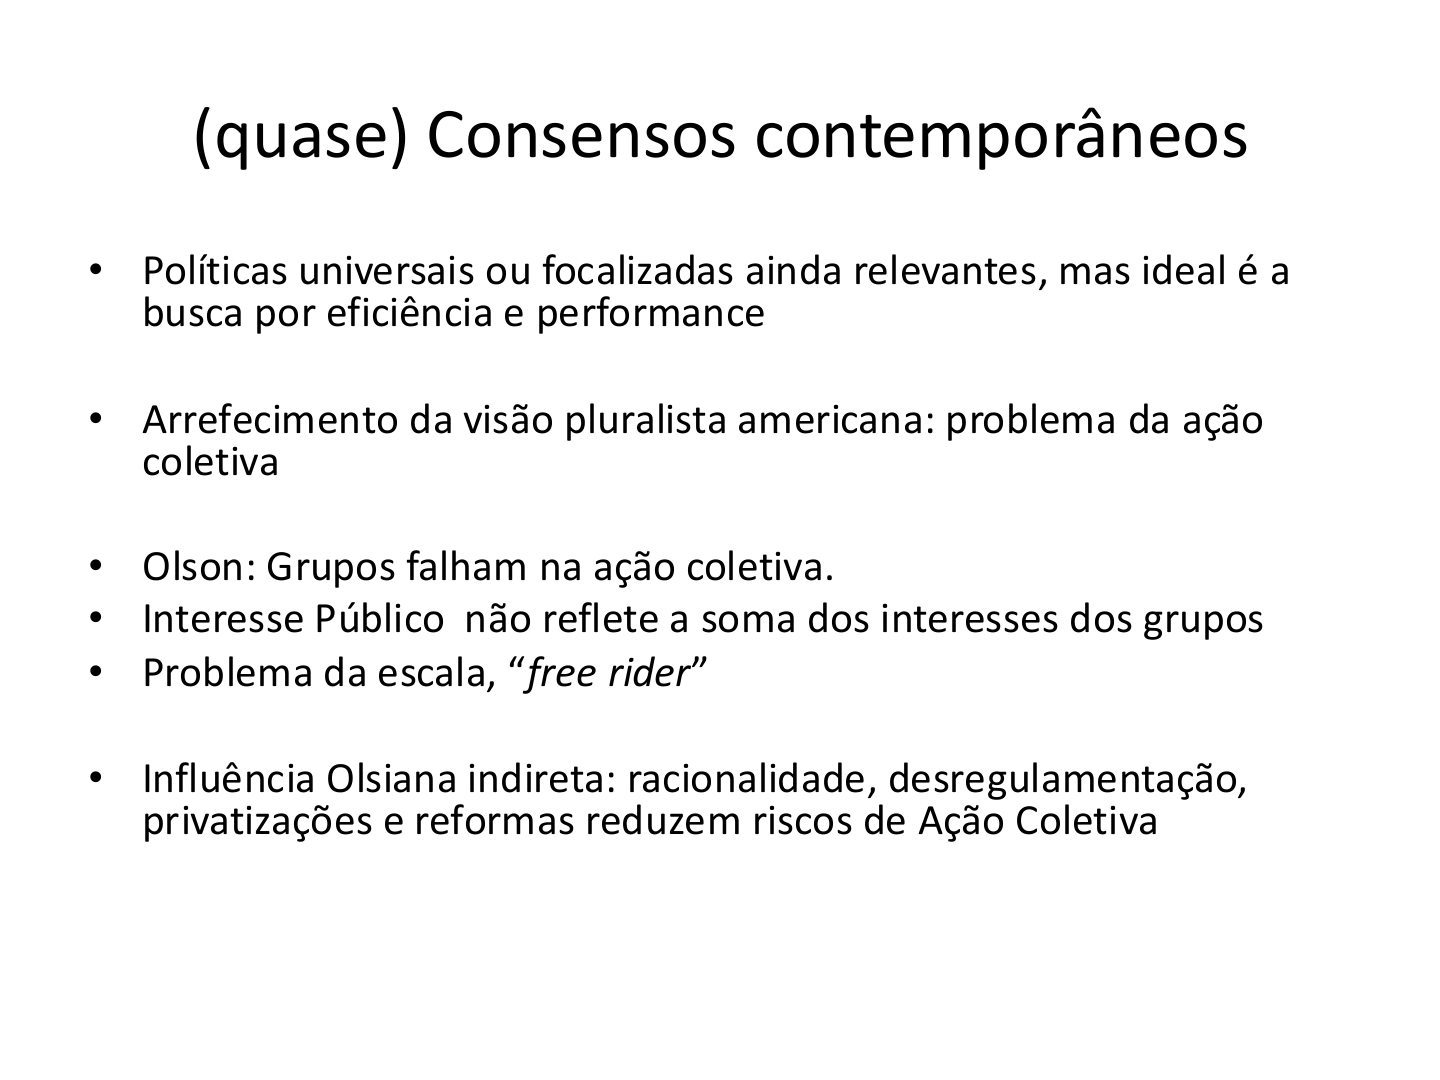 (quase) Consensos contemporâneos
• Políticas universais ou focalizadas ainda relevantes, mas ideal é a
busca por eficiência e performance
• Arrefecimento da visão pluralista americana: problema da ação
coletiva
• Olson: Grupos falham na ação coletiva.
• Interesse Público  não reflete a soma dos interesses dos grupos
• Problema da escala, “free rider”
• Influência Olsiana indireta: racionalidade, desregulamentação,
privatizações e reformas reduzem riscos de Ação Coletiva